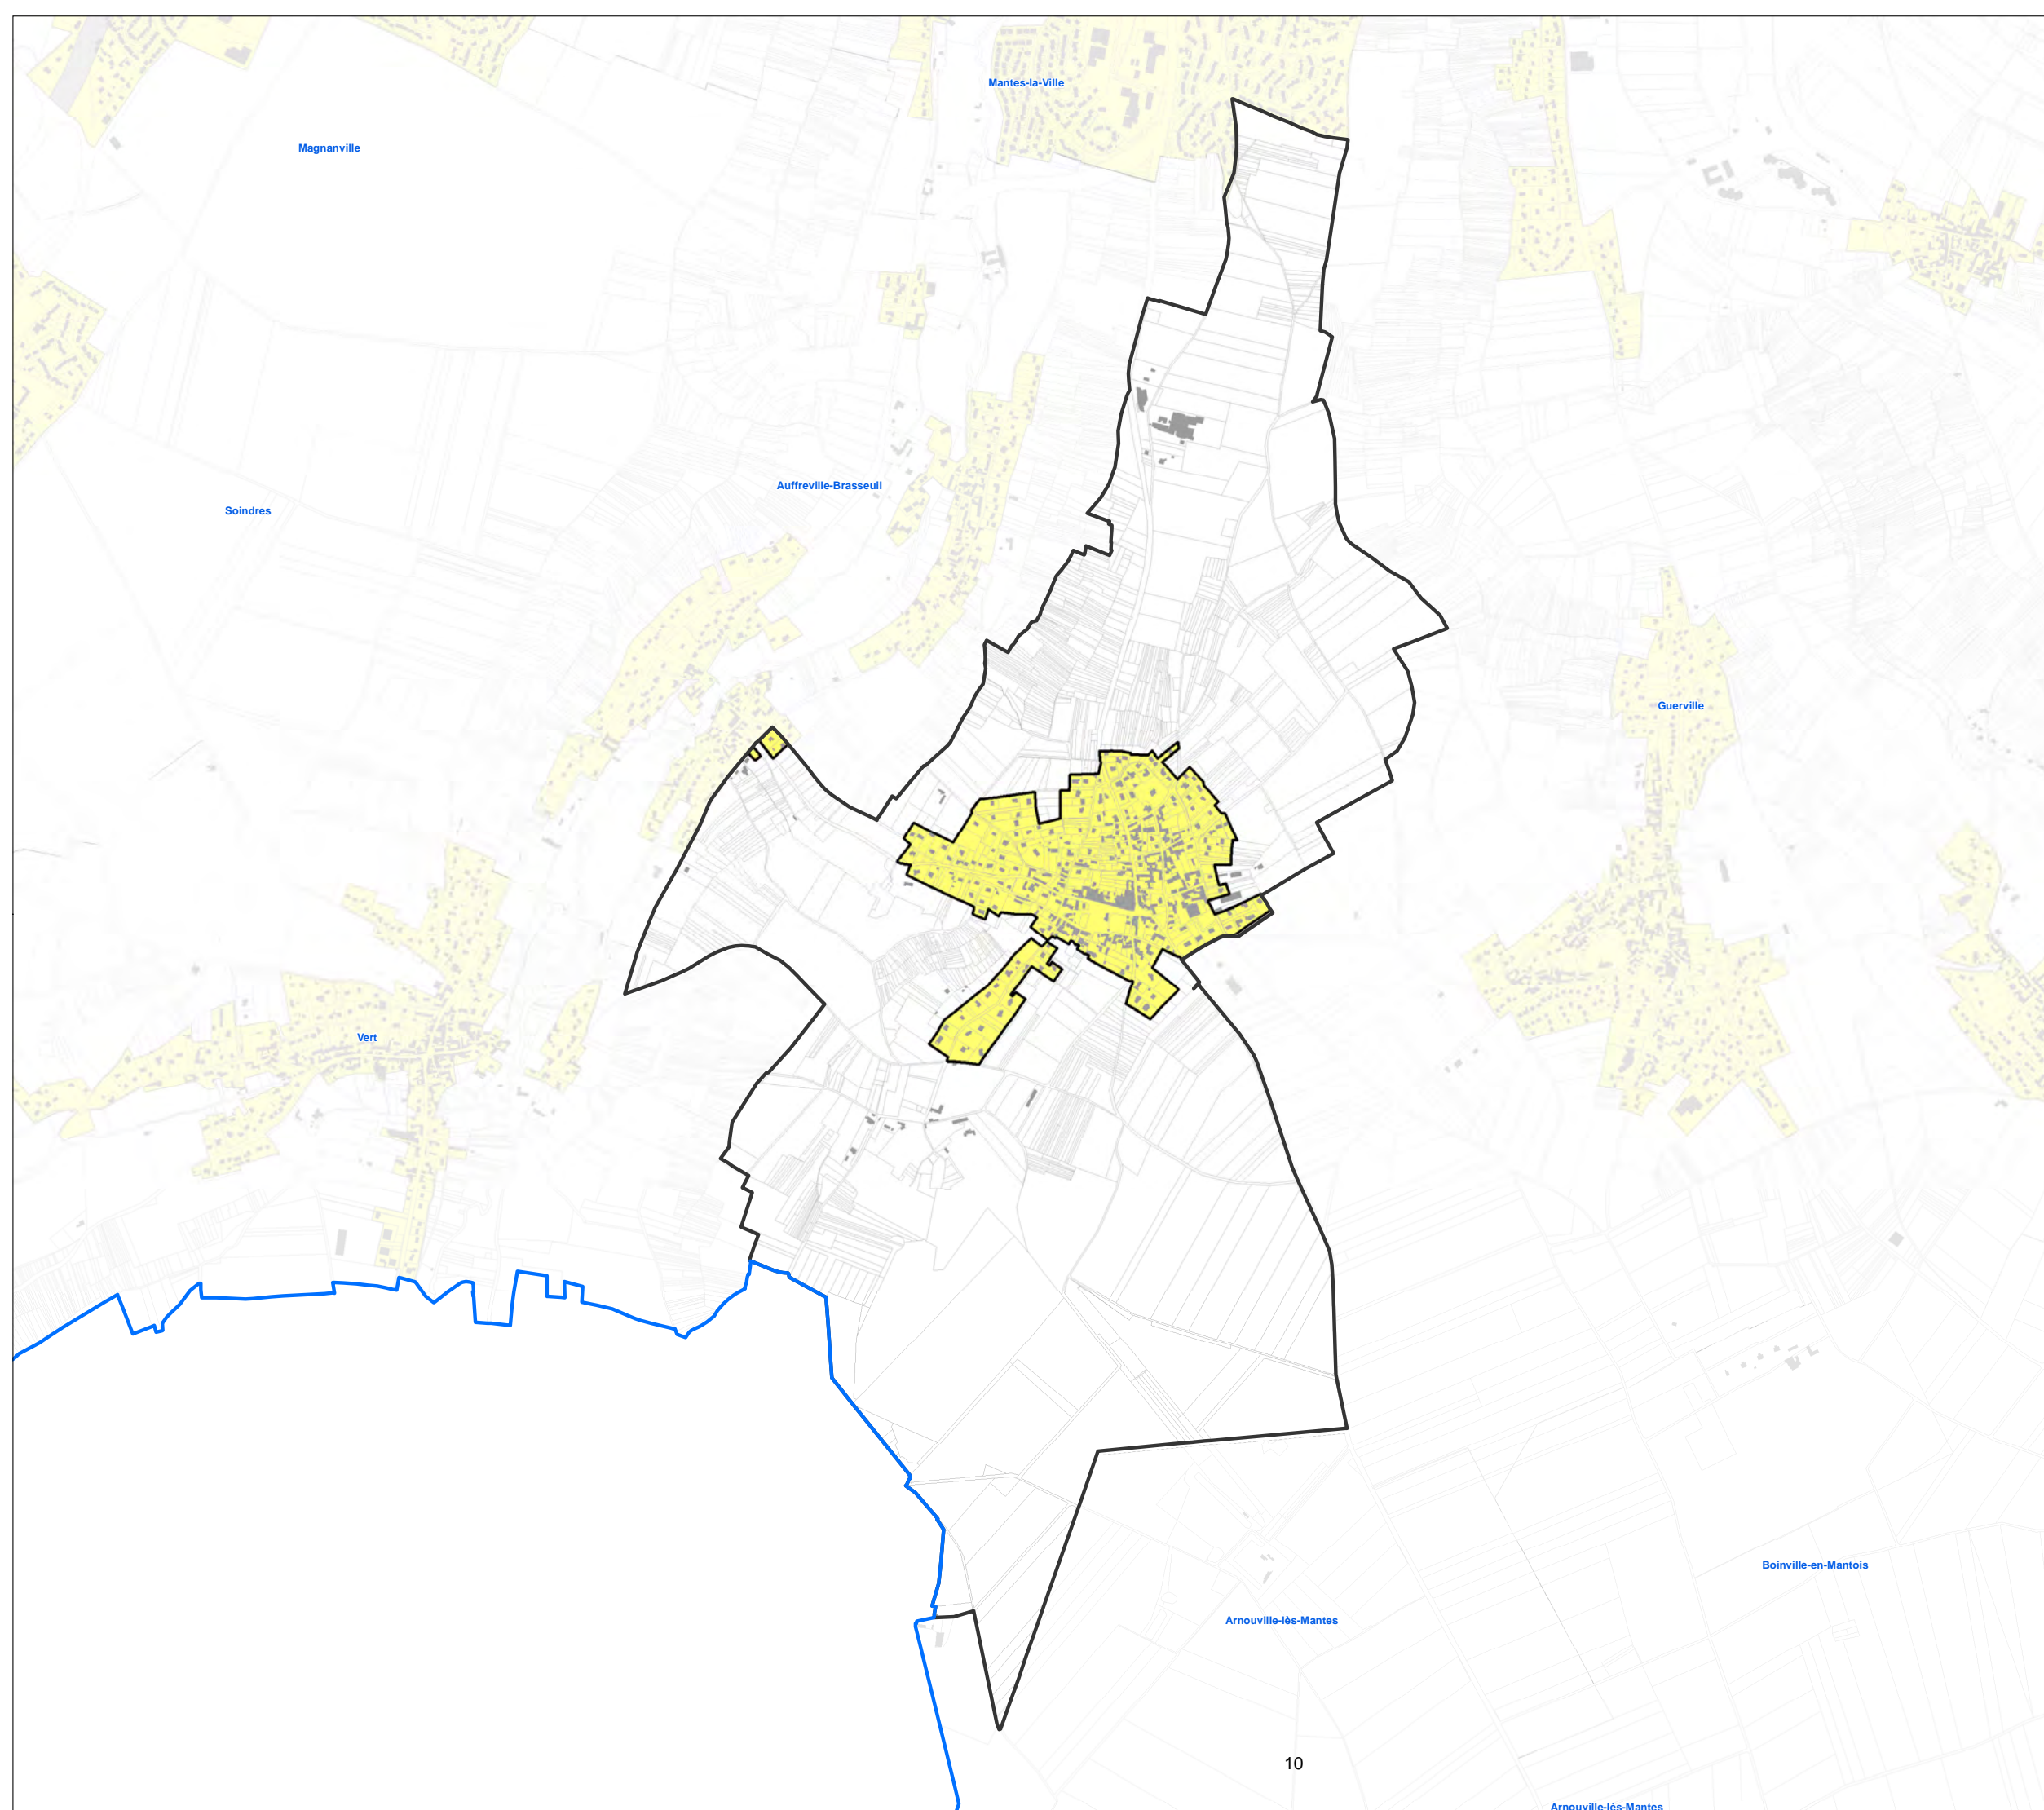 Mantes-la-Ville
Magnanville
Auffreville-Brasseuil
Soindres
Guerville
Vert
Boinville-en-Mantois
Arnouville-lès-Mantes
10
Arnouville-lès-Mantes